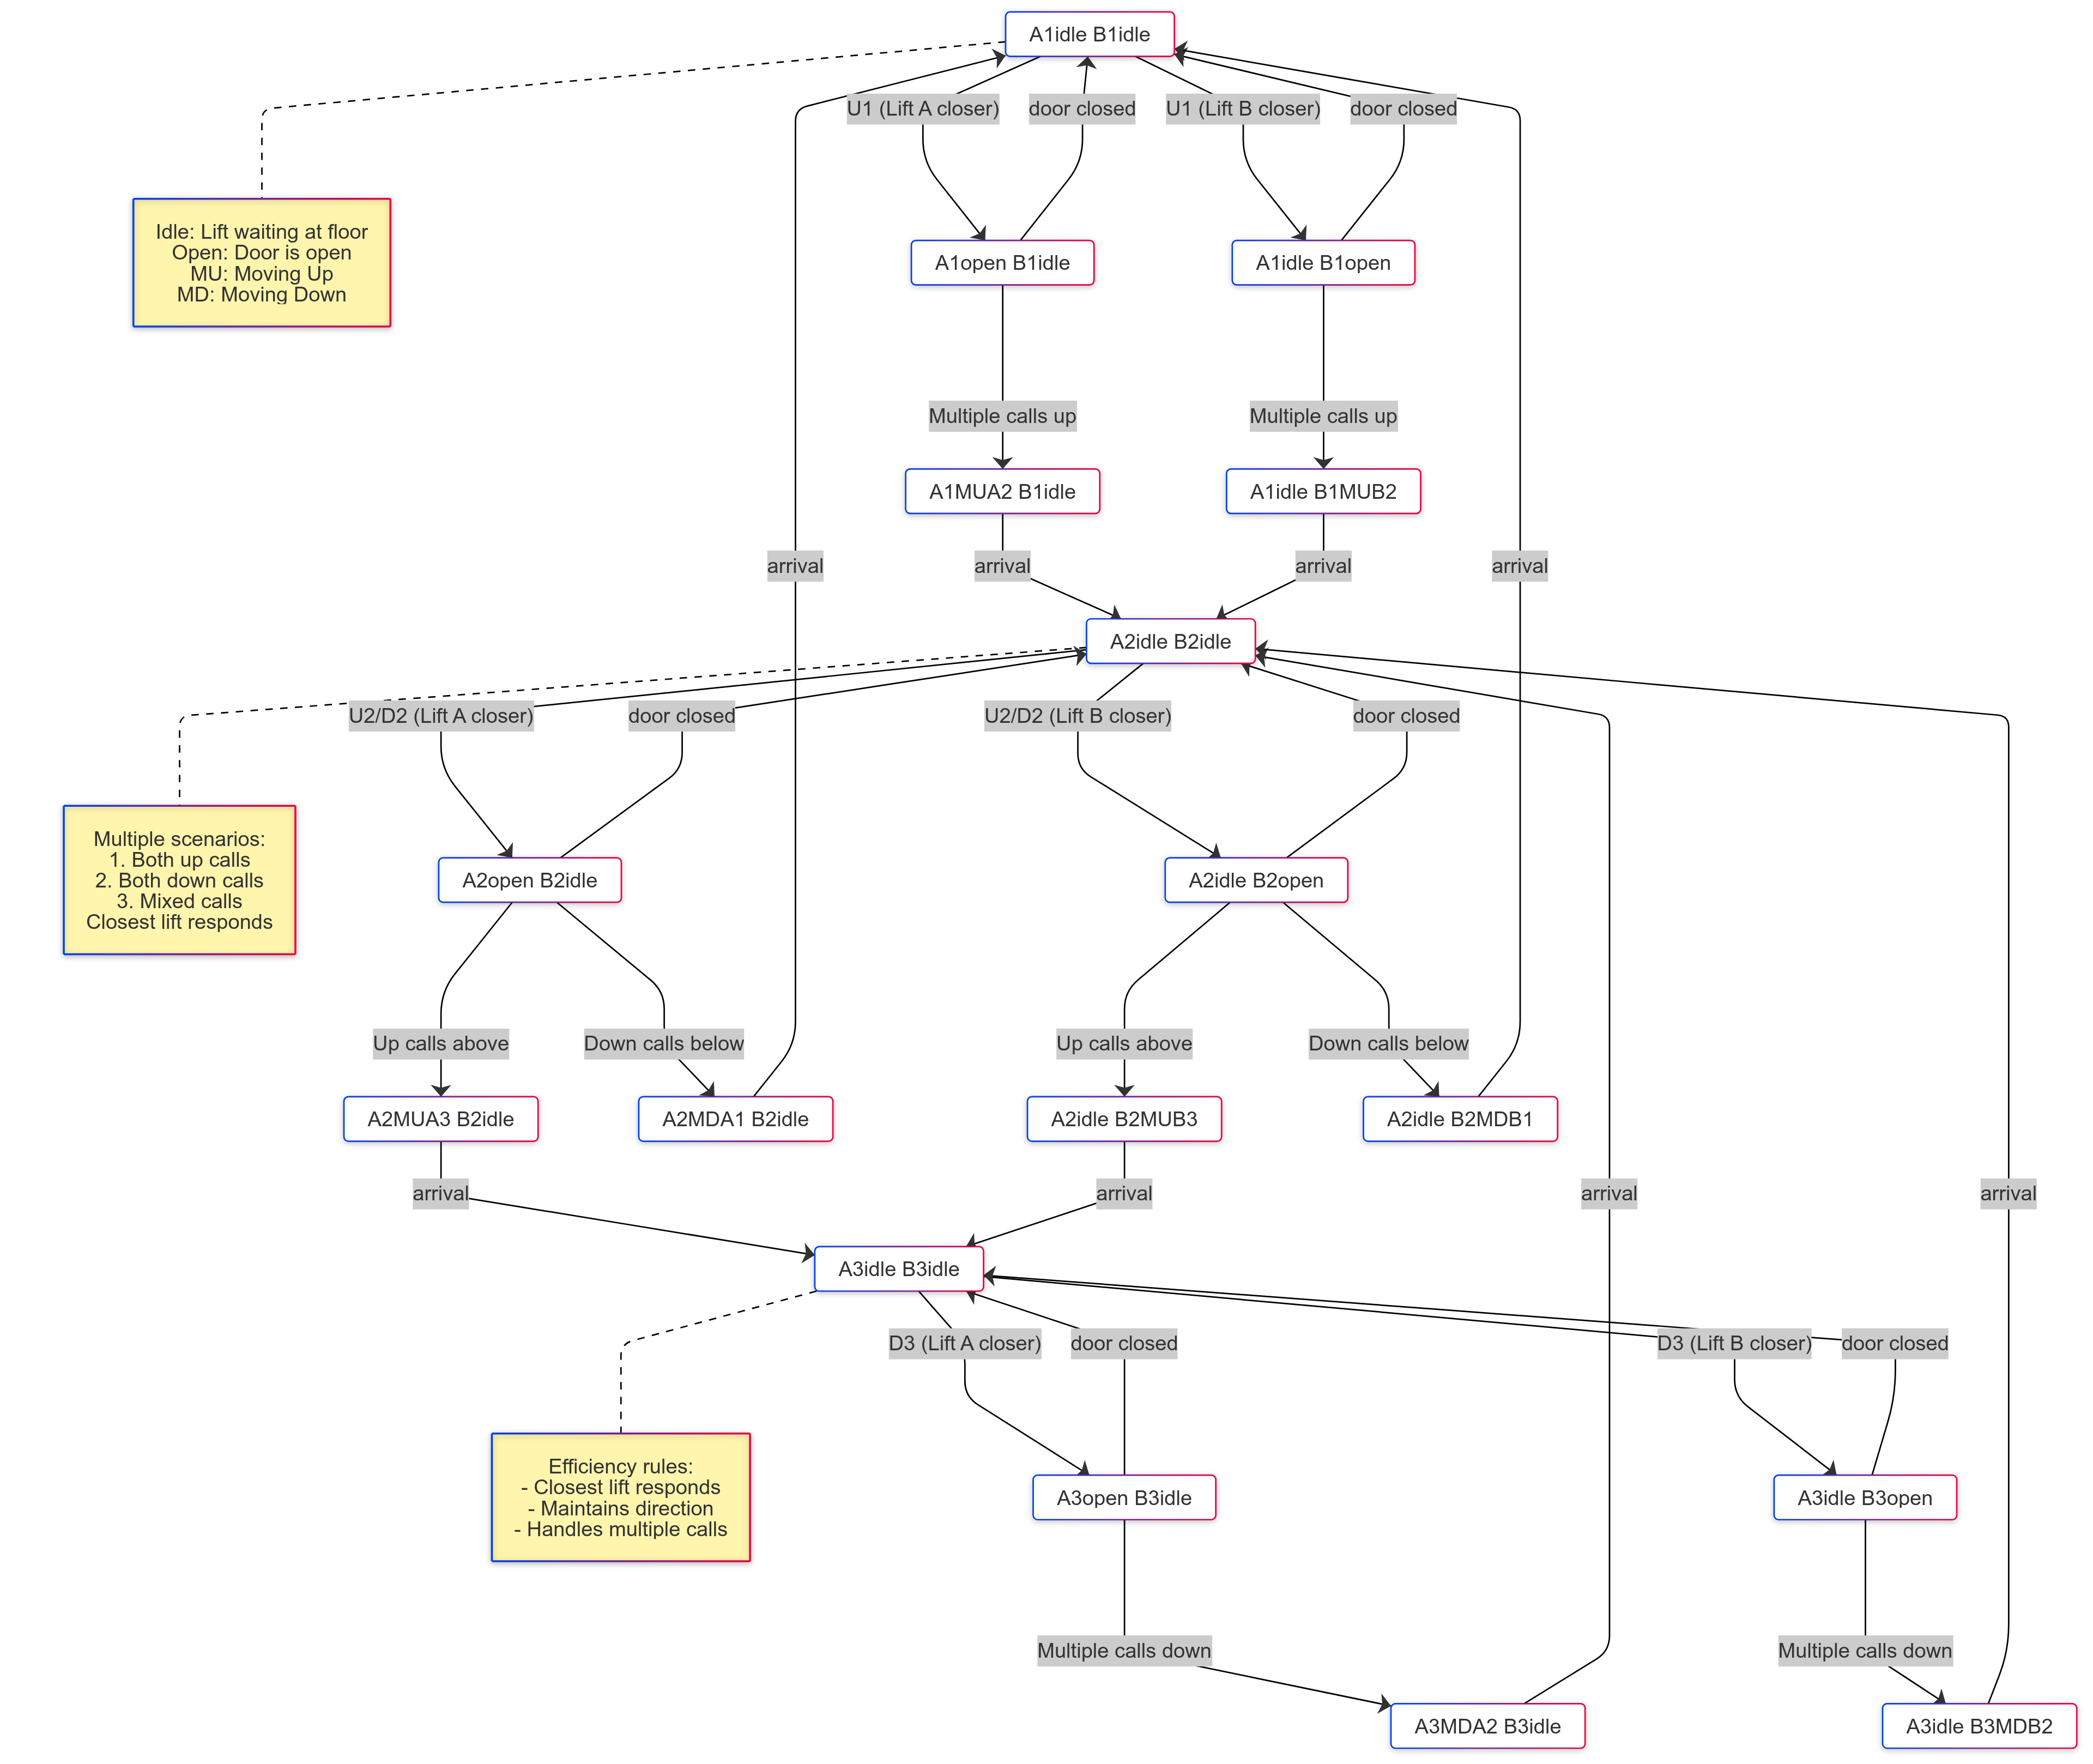 A1idle B1idle
U1 (Lift A closer)
door closed
U1 (Lift B closer)
door closed
Idle: Lift waiting at floor
Open: Door is open
MU: Moving Up
MD: Moving Down
A1open B1idle
A1idle B1open
Multiple calls up
Multiple calls up
A1MUA2 B1idle
A1idle B1MUB2
arrival
arrival
arrival
arrival
A2idle B2idle
U2/D2 (Lift A closer)
door closed
U2/D2 (Lift B closer)
door closed
Multiple scenarios:
1. Both up calls
2. Both down calls
3. Mixed calls
Closest lift responds
A2open B2idle
A2idle B2open
Up calls above
Down calls below
Up calls above
Down calls below
A2MUA3 B2idle
A2MDA1 B2idle
A2idle B2MUB3
A2idle B2MDB1
arrival
arrival
arrival
arrival
A3idle B3idle
D3 (Lift A closer)
door closed
D3 (Lift B closer)
door closed
Efficiency rules:
- Closest lift responds
- Maintains direction
- Handles multiple calls
A3open B3idle
A3idle B3open
Multiple calls down
Multiple calls down
A3MDA2 B3idle
A3idle B3MDB2